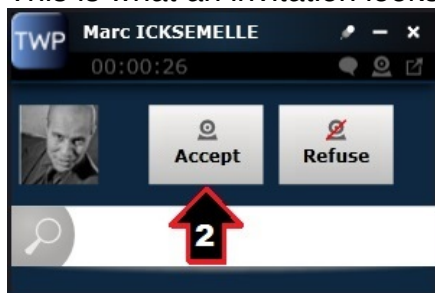 This is what an invitation looks
TWP Marc ICKSEMELLE
00:00:26
Accept Refuse
2